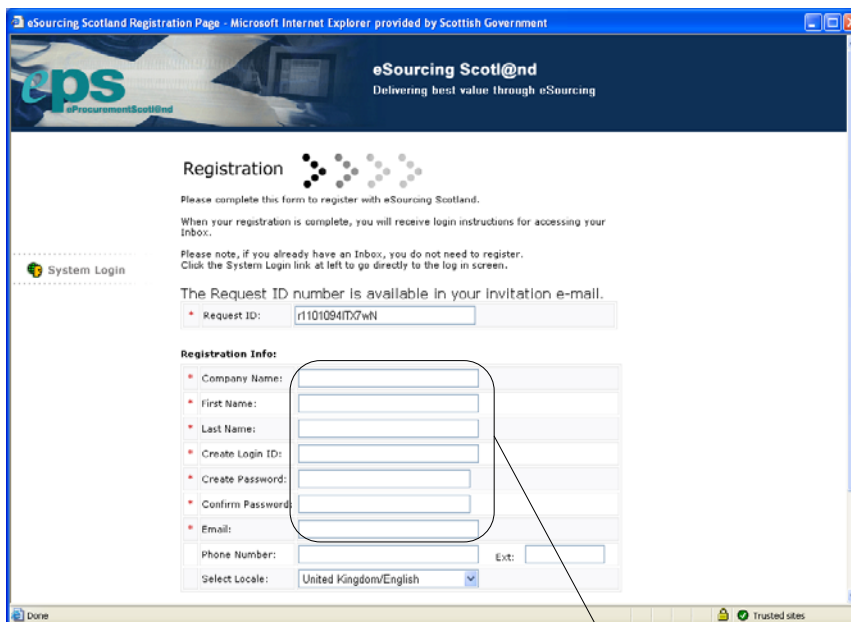 eSourcing Scotland Registration Page - Microsoft Internet Explorer provided by Scottish Government
eps
eProcurementScotl@nd
eSourcing Scotl@nd
Delivering best value through eSourcing
Registration
Please complete this form to register with eSourcing Scotland.
When your registration is complete, you will receive login instructions for accessing your
Inbox.
Please note, if you already have an Inbox, you do not need to register.
Click the System Login link at left to go directly to the log in screen.
System Login
The Request ID number is available in your invitation e-mail.
* Request ID: r1101094ITX7wN
Registration Info:
* Company Name:
* First Name:
* Last Name:
* Create Login ID:
* Create Password:
* Confirm Password:
* Email:
Phone Number: Ext:
Select Locale: United Kingdom/English
Done Trusted sites